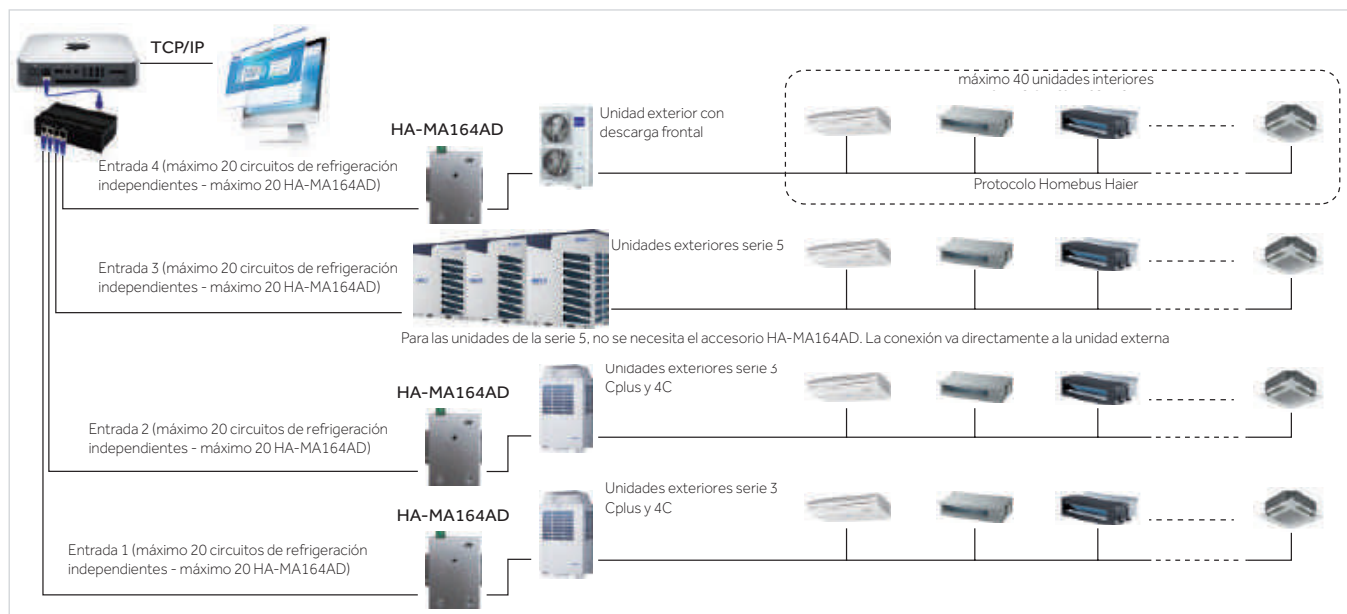 TCP/IP
máximo 40 unidades interiores
HA-MA164AD
Unidad exterior con
descarga frontal
Entrada 4 (máximo 20 circuitos de refrigeración
independientes - máximo 20 HA-MA164AD)
Protocolo Homebus Haier
Unidades exteriores serie 5
Entrada 3 (máximo 20 circuitos de refrigeración
independientes - máximo 20 HA-MA164AD)
Para las unidades de la serie 5, no se necesita el accesorio HA-MA164AD. La conexión va directamente a la unidad externa
Unidades exteriores serie 3
Cplus y 4C
HA-MA164AD
Entrada 2 (máximo 20 circuitos de refrigeración
independientes - máximo 20 HA-MA164AD)
Unidades exteriores serie 3
Cplus y 4C
HA-MA164AD
Entrada 1 (máximo 20 circuitos de refrigeración
independientes - máximo 20 HA-MA164AD)